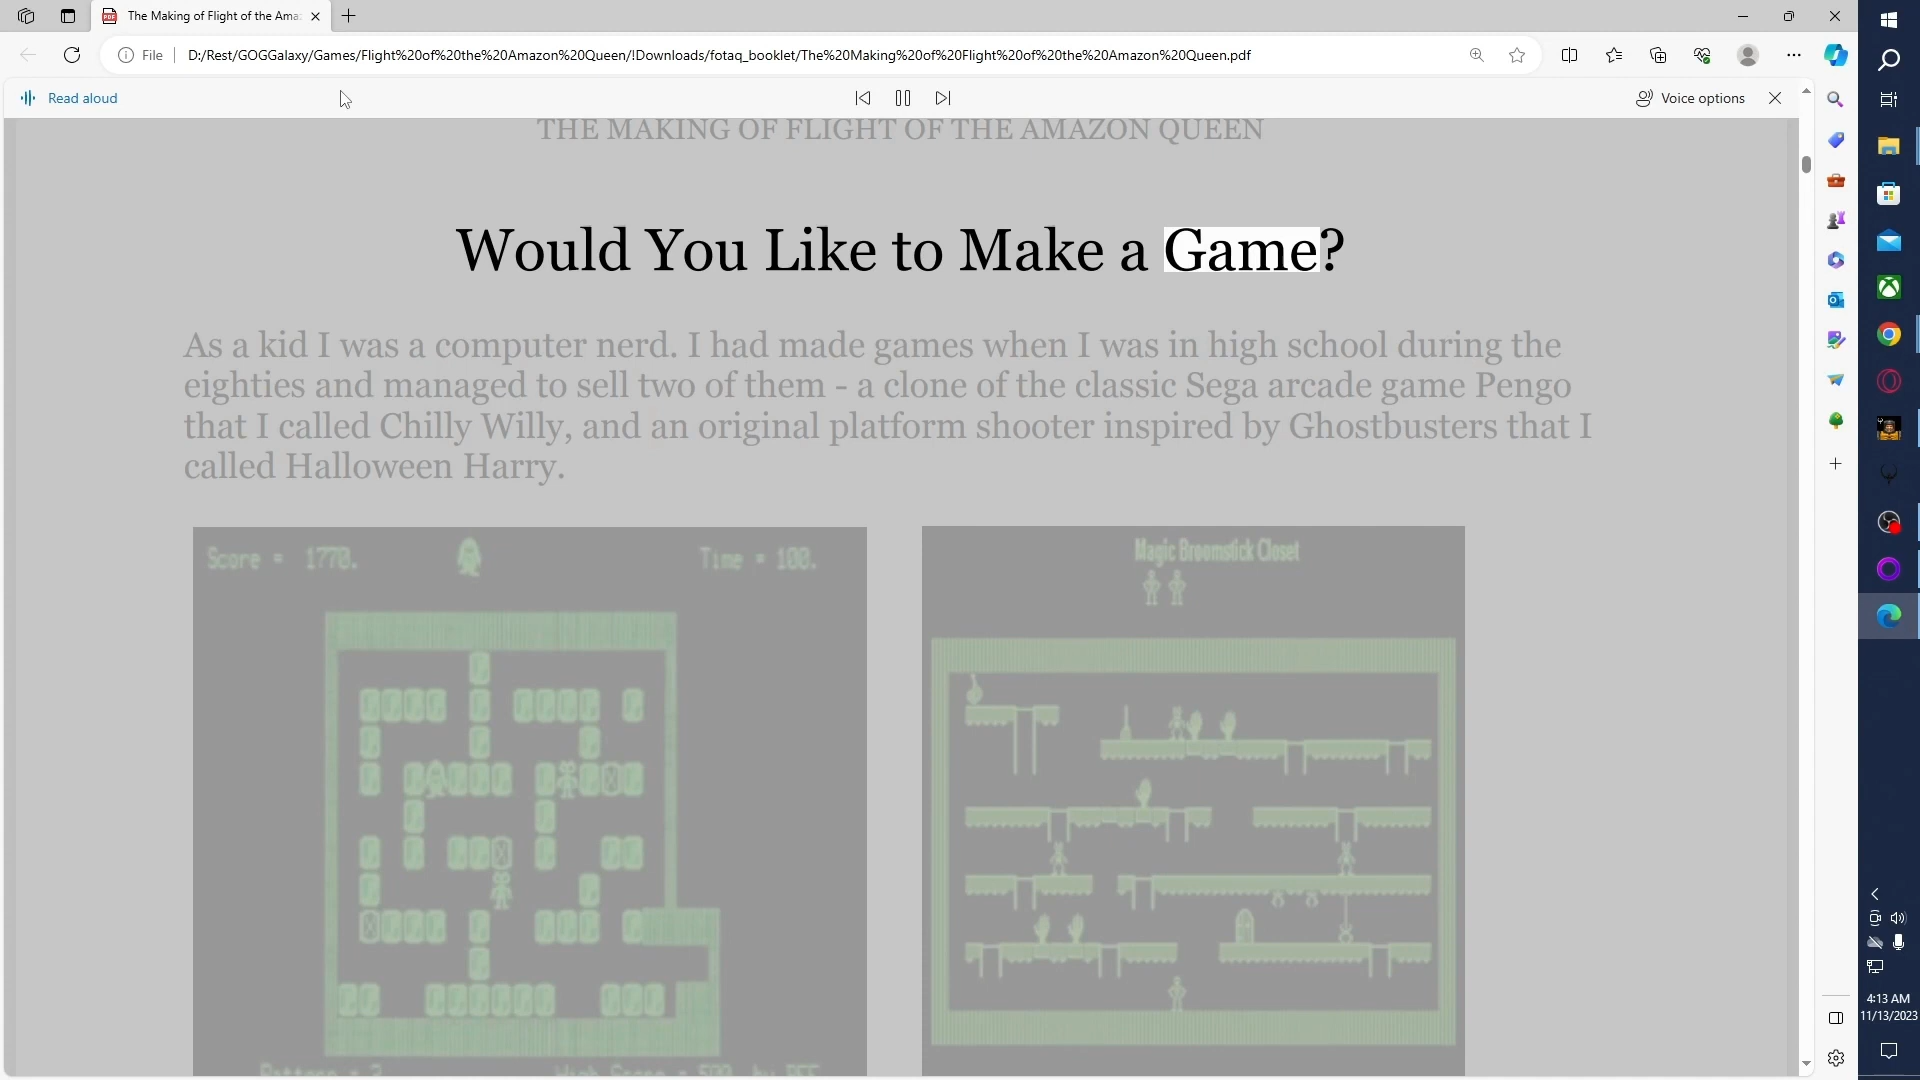 The Making of Flight of the Ama
File
D:/Rest/GOGGalaxy/Games/Flight%20of%20the%20Amazon%20Queen/!Downloads/fotaq_booklet/The%20Making%20of%20Flight%20of%20the%20Amazon%20Queen.pdf
Read aloud
Voice options
THE MAKING OF FLIGHT OF THE AMAZON QUEEN
Would You Like to Make a Game?
As a kid I was a computer nerd. I had made games when I was in high school during the
eighties and managed to sell two of them - a clone of the classic Sega arcade game Pengo
that I called Chilly Willy, and an original platform shooter inspired by Ghostbusters that I
called Halloween Harry.
Score = 1770.
Time = 100.
Magic Broomstick Closet
4:13 AM
11/13/2023